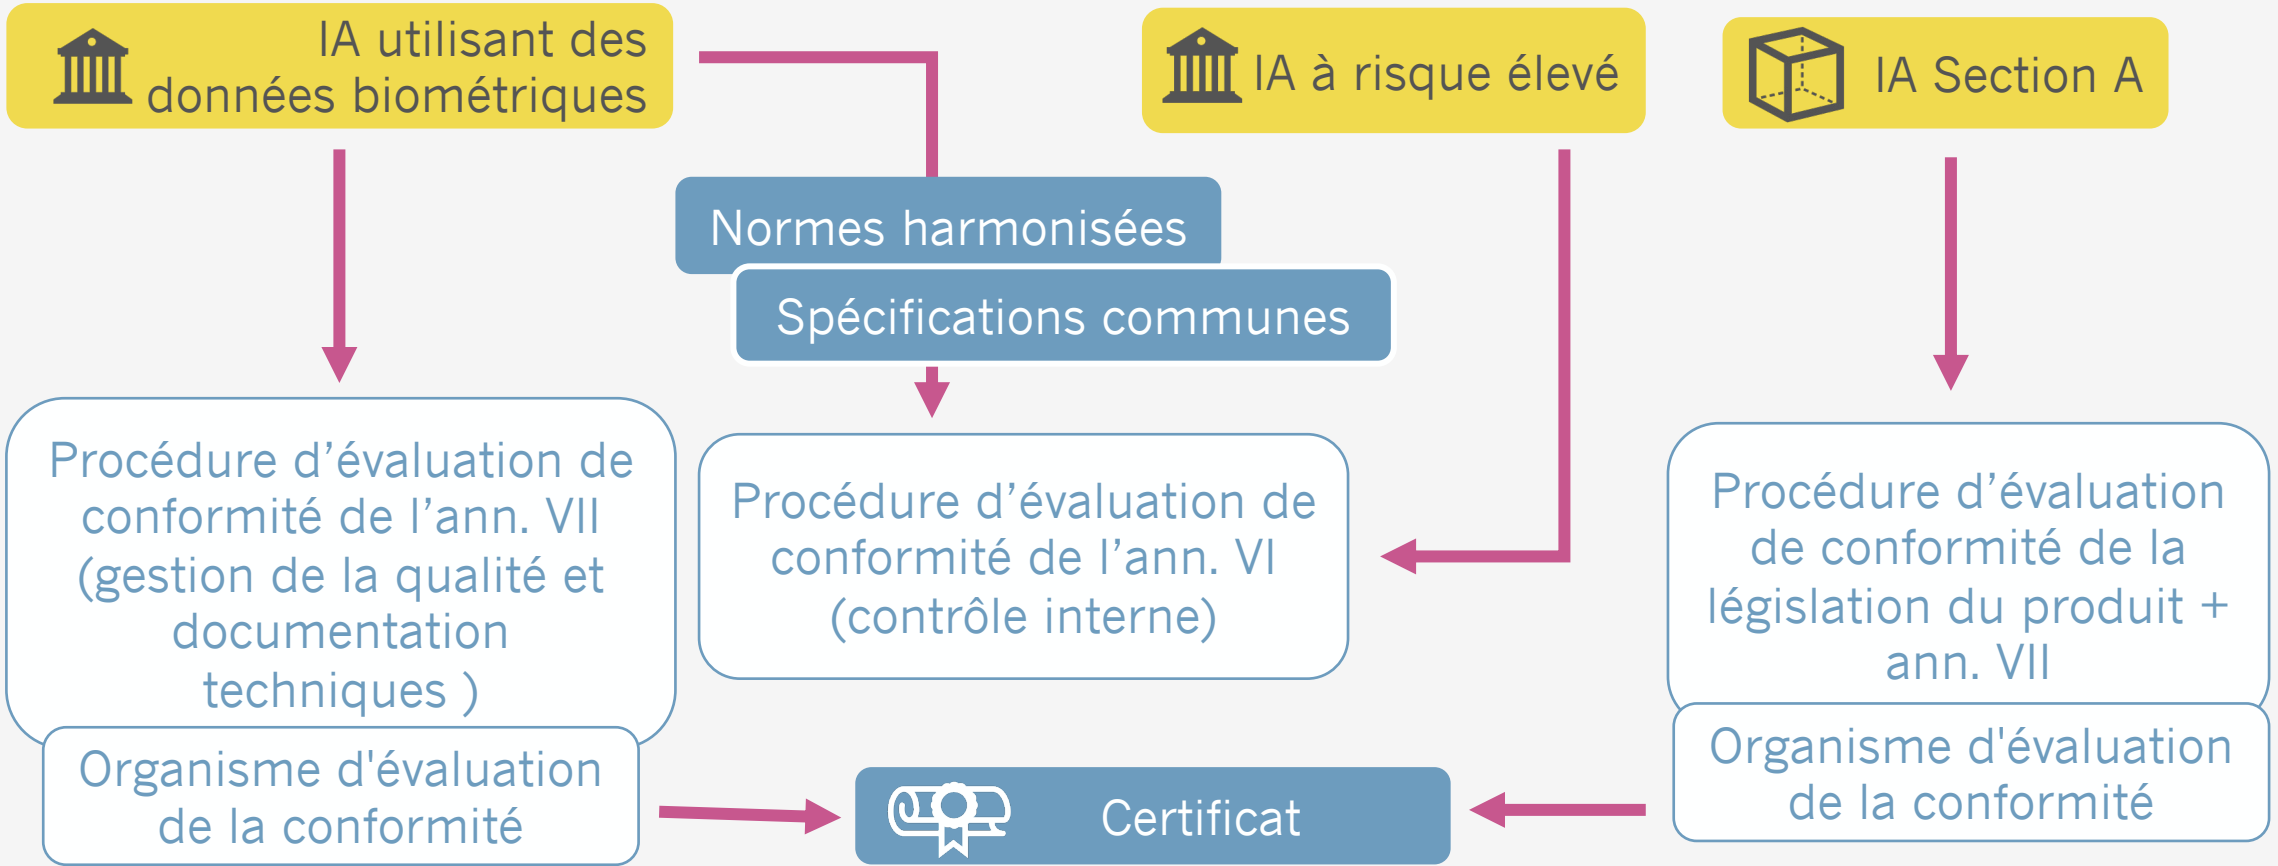 IA utilisant des
données biométriques
IA à risque élevé
IA Section A
Normes harmonisées
Spécifications communes
Procédure d’évaluation de
conformité de l’ann. VII
(gestion de la qualité et
documentation
techniques )
Organisme d'évaluation
de la conformité
Procédure d’évaluation de
conformité de l’ann. VI
(contrôle interne)
Procédure d’évaluation
de conformité de la
législation du produit +
ann. VII
Organisme d'évaluation
de la conformité
Certificat